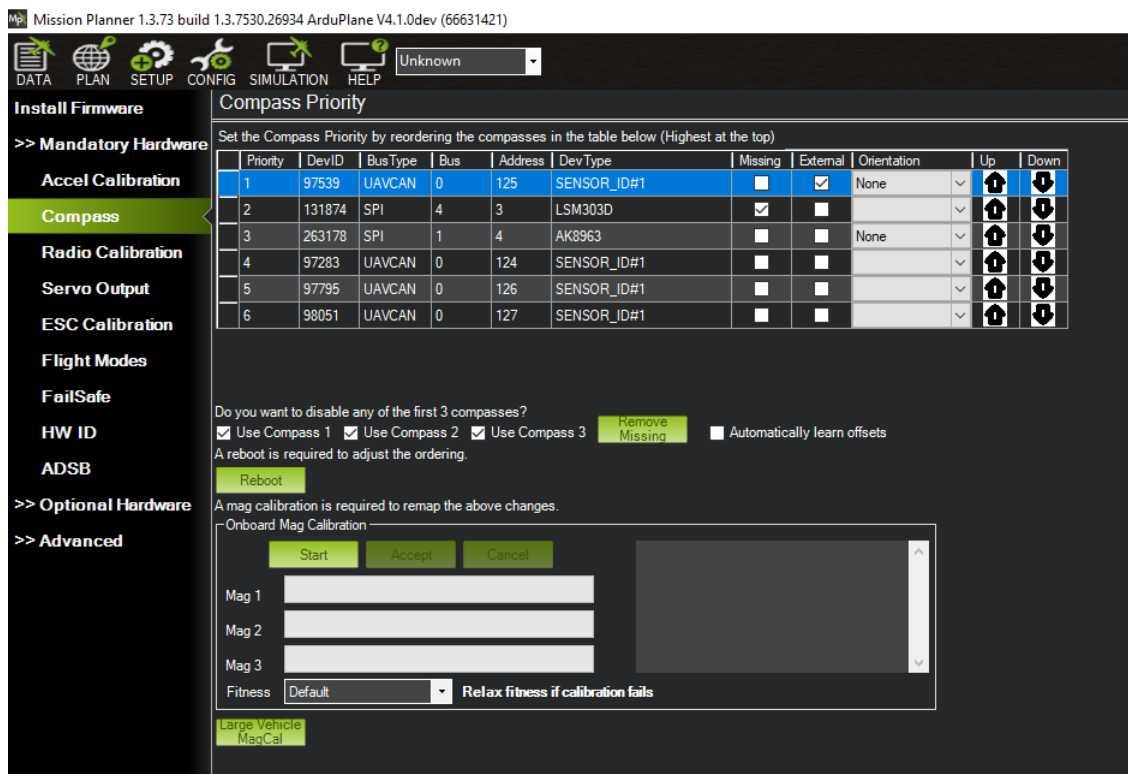 Mission Planner 1.3.73 build 1.3.7530.26934 ArduPlane V4.1.0dev (66631421)
DATA PLAN SETUP CONFIG SIMULATION HELP Unknown
Install Firmware
>> Mandatory Hardware
Accel Calibration
Compass
Radio Calibration
Servo Output
ESC Calibration
Flight Modes
FailSafe
HW ID
ADSB
>> Optional Hardware
>> Advanced
Compass Priority
Set the Compass Priority by reordering the compasses in the table below (Highest at the top)
Priority DevID BusType Bus Address DevType Missing External Orientation Up Down
1 97539 UAVCAN 0 125 SENSOR_ID#1 None
2 131874 SPI 4 3 LSM303D
3 263178 SPI 1 4 AK8963 None
4 97283 UAVCAN 0 124 SENSOR_ID#1
5 97795 UAVCAN 0 126 SENSOR_ID#1
6 98051 UAVCAN 0 127 SENSOR_ID#1
Do you want to disable any of the first 3 compasses?
Use Compass 1 Use Compass 2 Use Compass 3 Remove Missing Automatically learn offsets
A reboot is required to adjust the ordering.
Reboot
A mag calibration is required to remap the above changes.
Onboard Mag Calibration
Start Accept Cancel
Mag 1
Mag 2
Mag 3
Fitness Default Relax fitness if calibration fails
Large Vehicle
MagCal